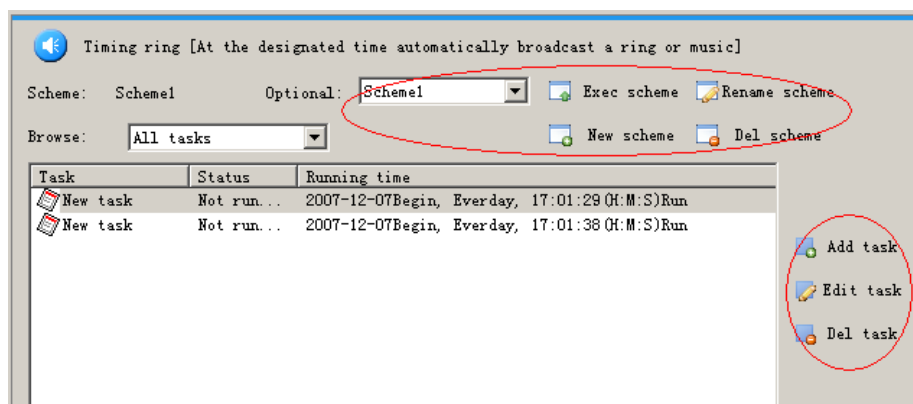 Timing ring [At the designated time automatically broadcast a ring or music]
Scheme: Scheme1 Optional: Scheme1 Exec scheme Rename scheme
Browse: All tasks New scheme Del scheme
Task Status Running time
New task Not run... 2007-12-07Begin, Everday, 17:01:29(H:M:S)Run
New task Not run... 2007-12-07Begin, Everday, 17:01:38(H:M:S)Run
Add task
Edit task
Del task